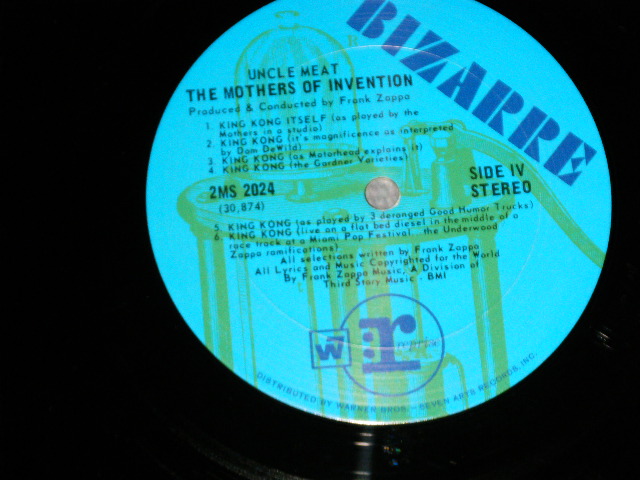 BIZARRE
UNCLE MEAT
THE MOTHERS OF INVENTION
Produced & Conducted by Frank Zappa
1. KING KONG ITSELF (as played by the
Mothers in a studio)
2. KING KONG (it's magnificence as interpreted
by Dom DeWild)
3. KING KONG (as Motorhead explains it)
4. KING KONG (the Gardner Varieties)
2MS 2024
(30,874)
SIDE IV
STEREO
5. KING KONG (as played by 3 deranged Good Humor Trucks)
6. KING KONG (live on a flat bed diesel in the middle of a
race track at a Miami Pop Festival... the Underwood
Zappa ramifications)
All selections written by Frank Zappa
All Lyrics and Music Copyrighted for the World
By Frank Zappa Music, A Division of
Third Story Music - BMI
W
r
DISTRIBUTED BY WARNER BROS. - SEVEN ARTS RECORDS, INC.